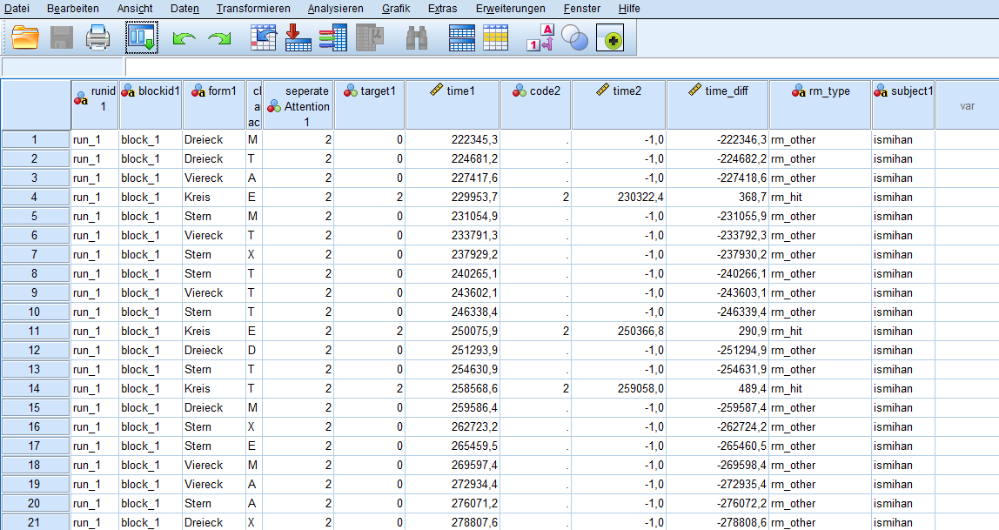 Datei Bearbeiten Ansicht Daten Transformieren Analysieren Grafik Extras Erweiterungen Fenster Hilfe
A
1
runid1 blockid1 form1 charac seperateAttention1 target1 time1 code2 time2 time_diff rm_type subject1 var
1 run_1 block_1 Dreieck M 2 0 222345,3 . -1,0 -222346,3 rm_other ismihan
2 run_1 block_1 Dreieck T 2 0 224681,2 . -1,0 -224682,2 rm_other ismihan
3 run_1 block_1 Viereck A 2 0 227417,6 . -1,0 -227418,6 rm_other ismihan
4 run_1 block_1 Kreis E 2 2 229953,7 2 230322,4 368,7 rm_hit ismihan
5 run_1 block_1 Stern M 2 0 231054,9 . -1,0 -231055,9 rm_other ismihan
6 run_1 block_1 Viereck T 2 0 233791,3 . -1,0 -233792,3 rm_other ismihan
7 run_1 block_1 Stern X 2 0 237929,2 . -1,0 -237930,2 rm_other ismihan
8 run_1 block_1 Stern T 2 0 240265,1 . -1,0 -240266,1 rm_other ismihan
9 run_1 block_1 Viereck T 2 0 243602,1 . -1,0 -243603,1 rm_other ismihan
10 run_1 block_1 Stern T 2 0 246338,4 . -1,0 -246339,4 rm_other ismihan
11 run_1 block_1 Kreis E 2 2 250075,9 2 250366,8 290,9 rm_hit ismihan
12 run_1 block_1 Dreieck D 2 0 251293,9 . -1,0 -251294,9 rm_other ismihan
13 run_1 block_1 Stern T 2 0 254630,9 . -1,0 -254631,9 rm_other ismihan
14 run_1 block_1 Kreis T 2 2 258568,6 2 259058,0 489,4 rm_hit ismihan
15 run_1 block_1 Dreieck M 2 0 259586,4 . -1,0 -259587,4 rm_other ismihan
16 run_1 block_1 Stern X 2 0 262723,2 . -1,0 -262724,2 rm_other ismihan
17 run_1 block_1 Stern E 2 0 265459,5 . -1,0 -265460,5 rm_other ismihan
18 run_1 block_1 Viereck M 2 0 269597,4 . -1,0 -269598,4 rm_other ismihan
19 run_1 block_1 Viereck A 2 0 272934,4 . -1,0 -272935,4 rm_other ismihan
20 run_1 block_1 Stern A 2 0 276071,2 . -1,0 -276072,2 rm_other ismihan
21 run_1 block_1 Dreieck X 2 0 278807,6 . -1,0 -278808,6 rm_other ismihan